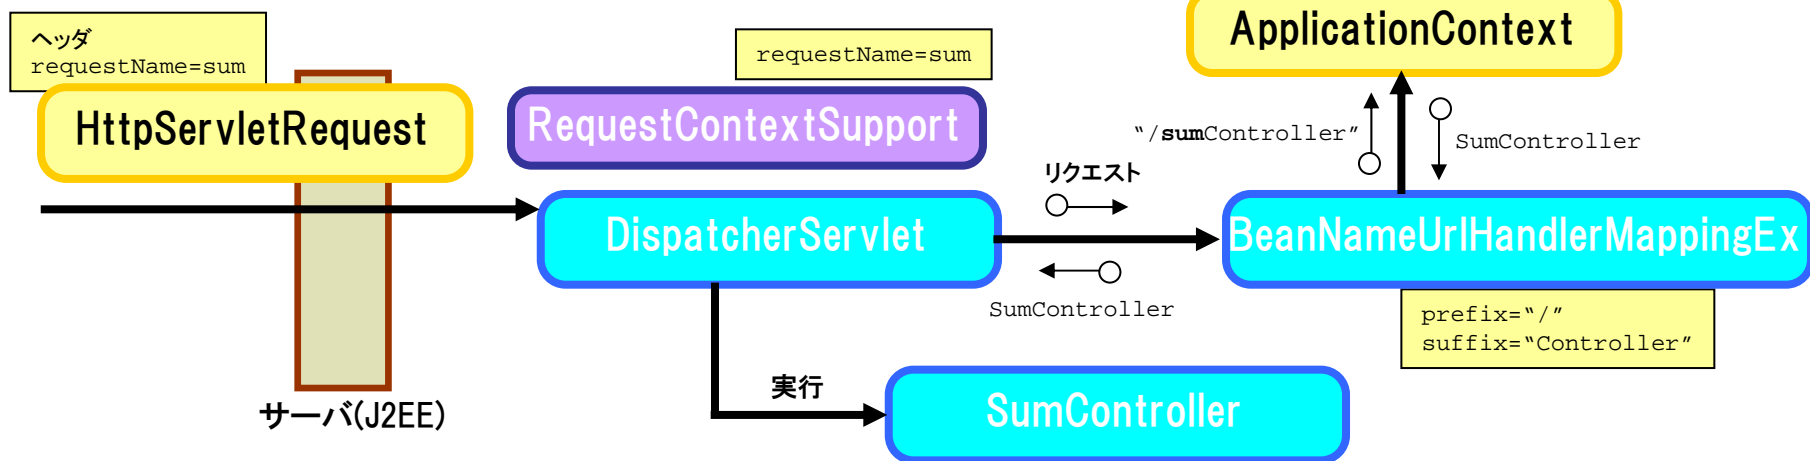 ヘッダ
requestName=sum
HttpServletRequest
サーバ(J2EE)
requestName=sum
RequestContextSupport
DispatcherServlet
リクエスト
SumController
実行
SumController
ApplicationContext
“/sumController”
SumController
BeanNameUrlHandlerMappingEx
prefix=“/”
suffix=“Controller”